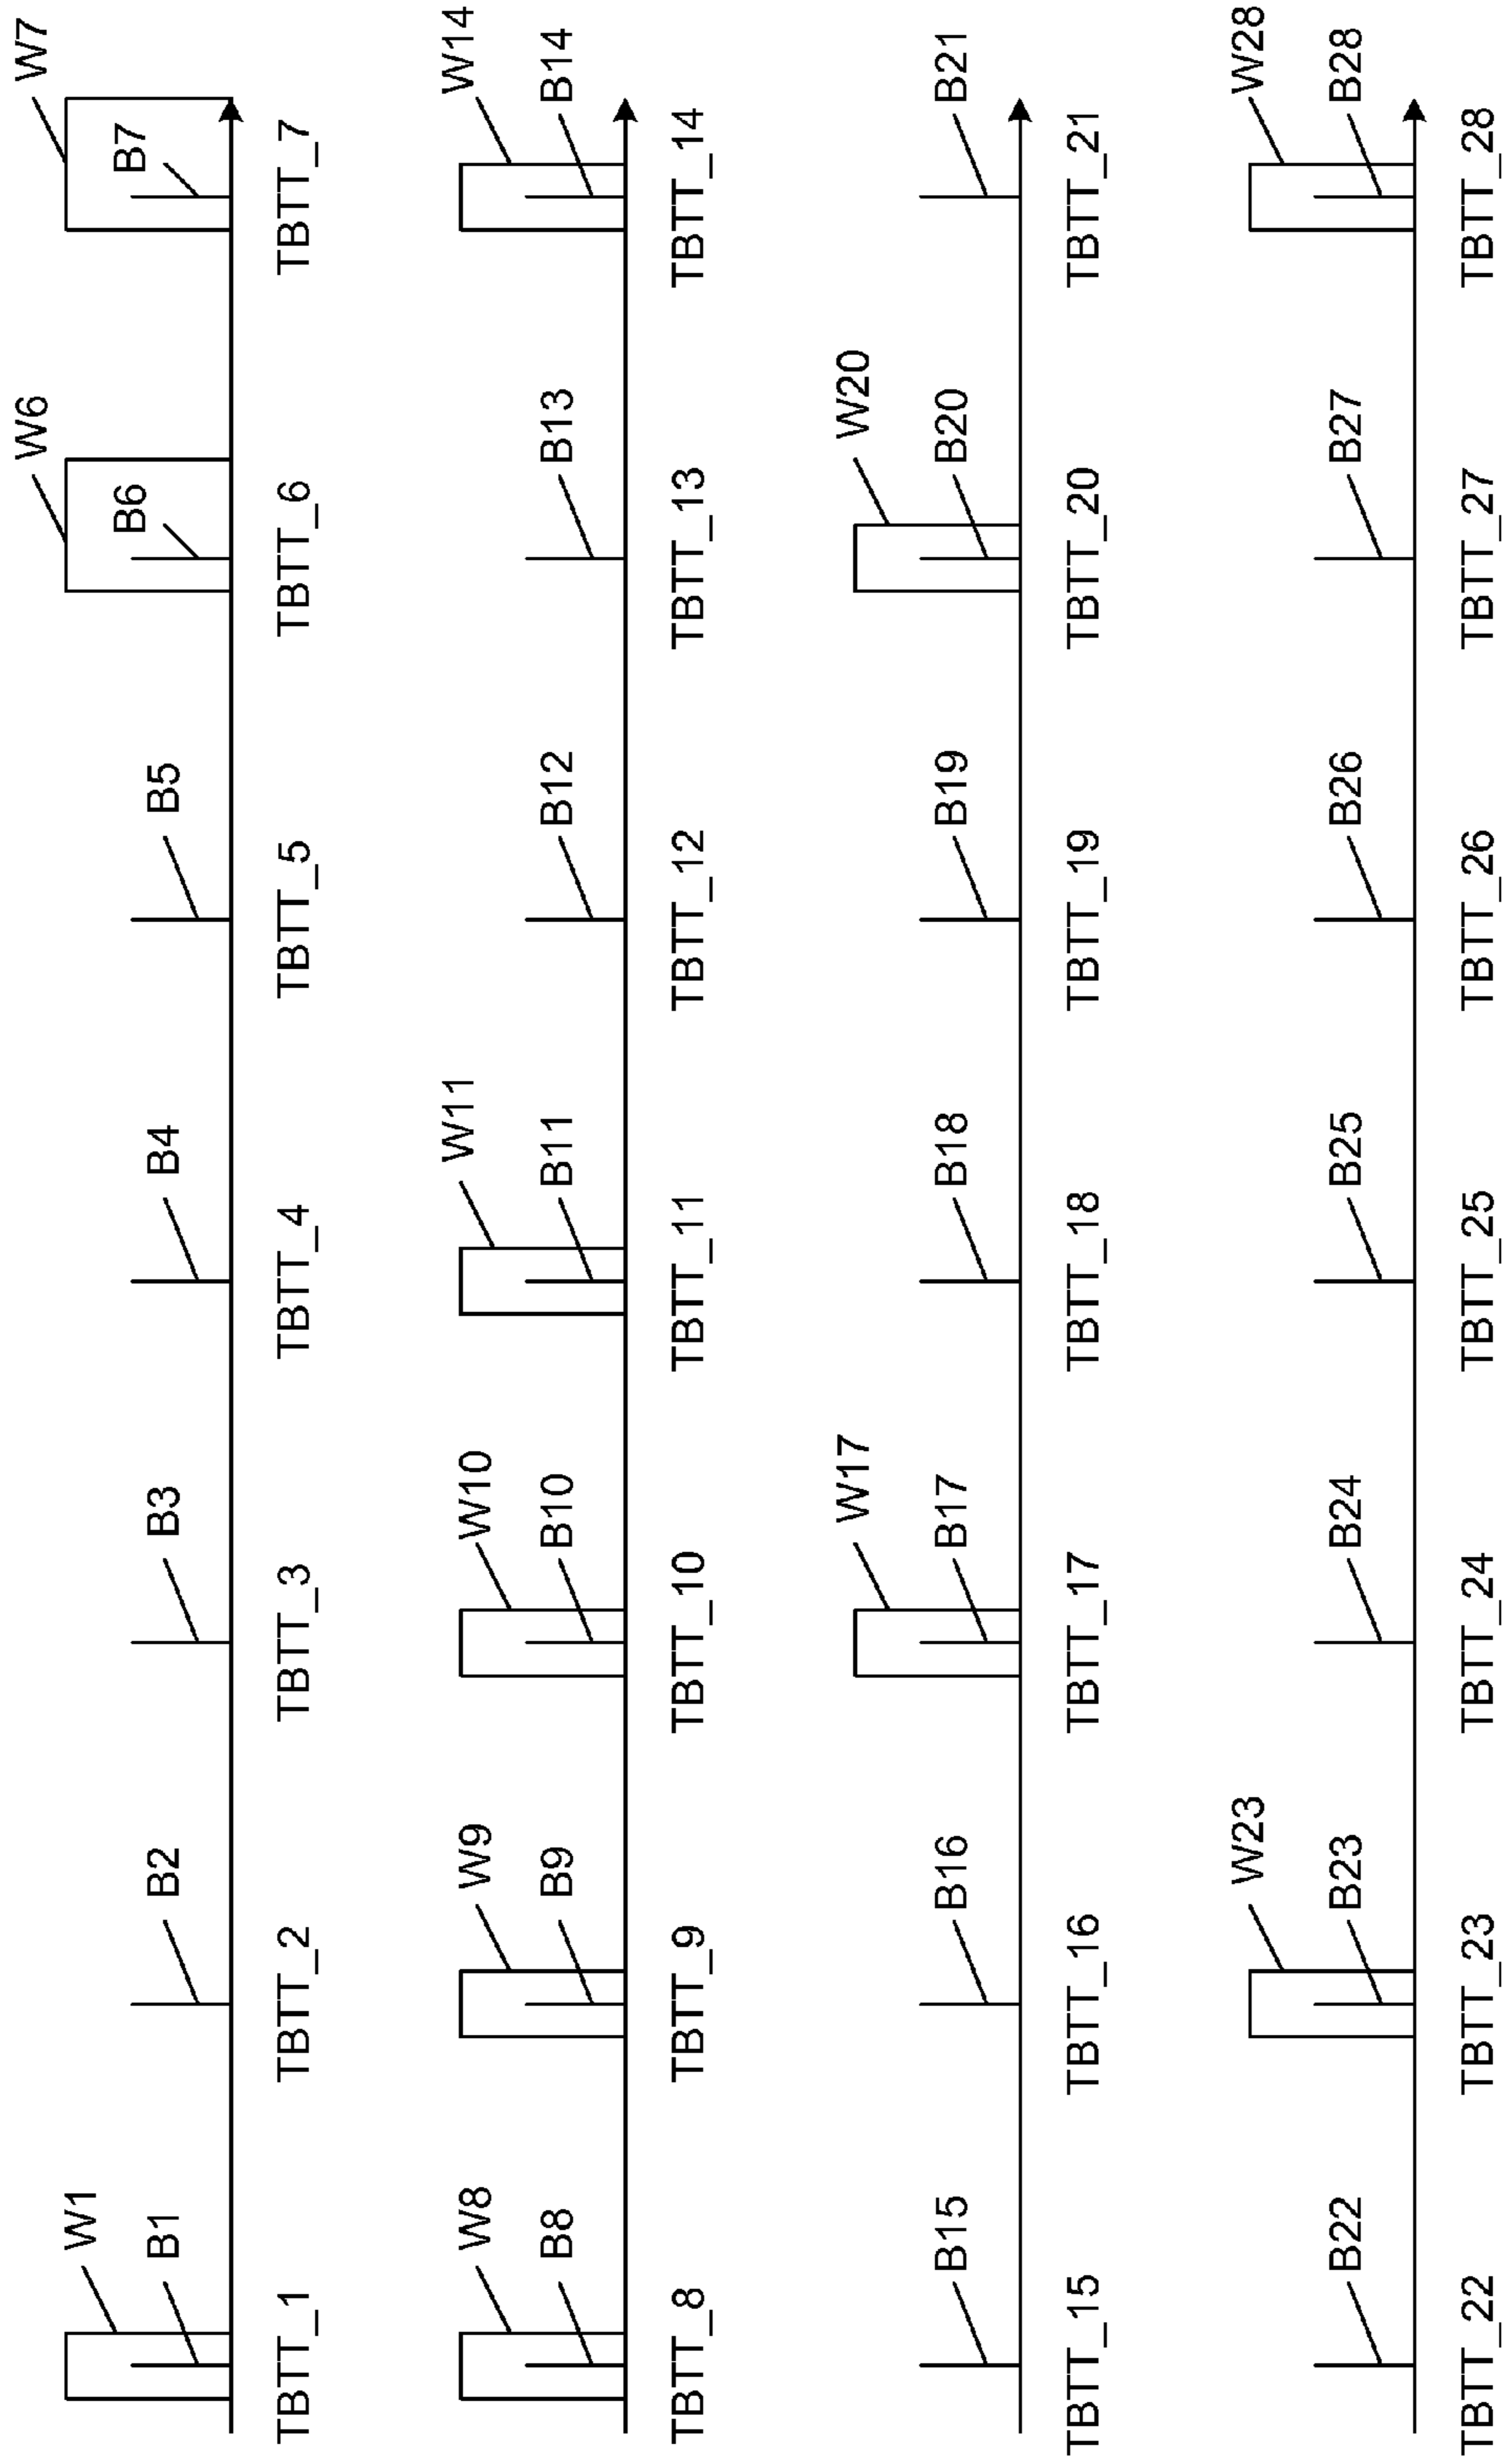 W1 W6 W7
B1 B2 B3 B4 B5 B6 B7
TBTT_1 TBTT_2 TBTT_3 TBTT_4 TBTT_5 TBTT_6 TBTT_7
W8 W9 W10 W11 W14
B8 B9 B10 B11 B12 B13 B14
TBTT_8 TBTT_9 TBTT_10 TBTT_11 TBTT_12 TBTT_13 TBTT_14
W17 W20
B15 B16 B17 B18 B19 B20 B21
TBTT_15 TBTT_16 TBTT_17 TBTT_18 TBTT_19 TBTT_20 TBTT_21
W23 W28
B22 B23 B24 B25 B26 B27 B28
TBTT_22 TBTT_23 TBTT_24 TBTT_25 TBTT_26 TBTT_27 TBTT_28